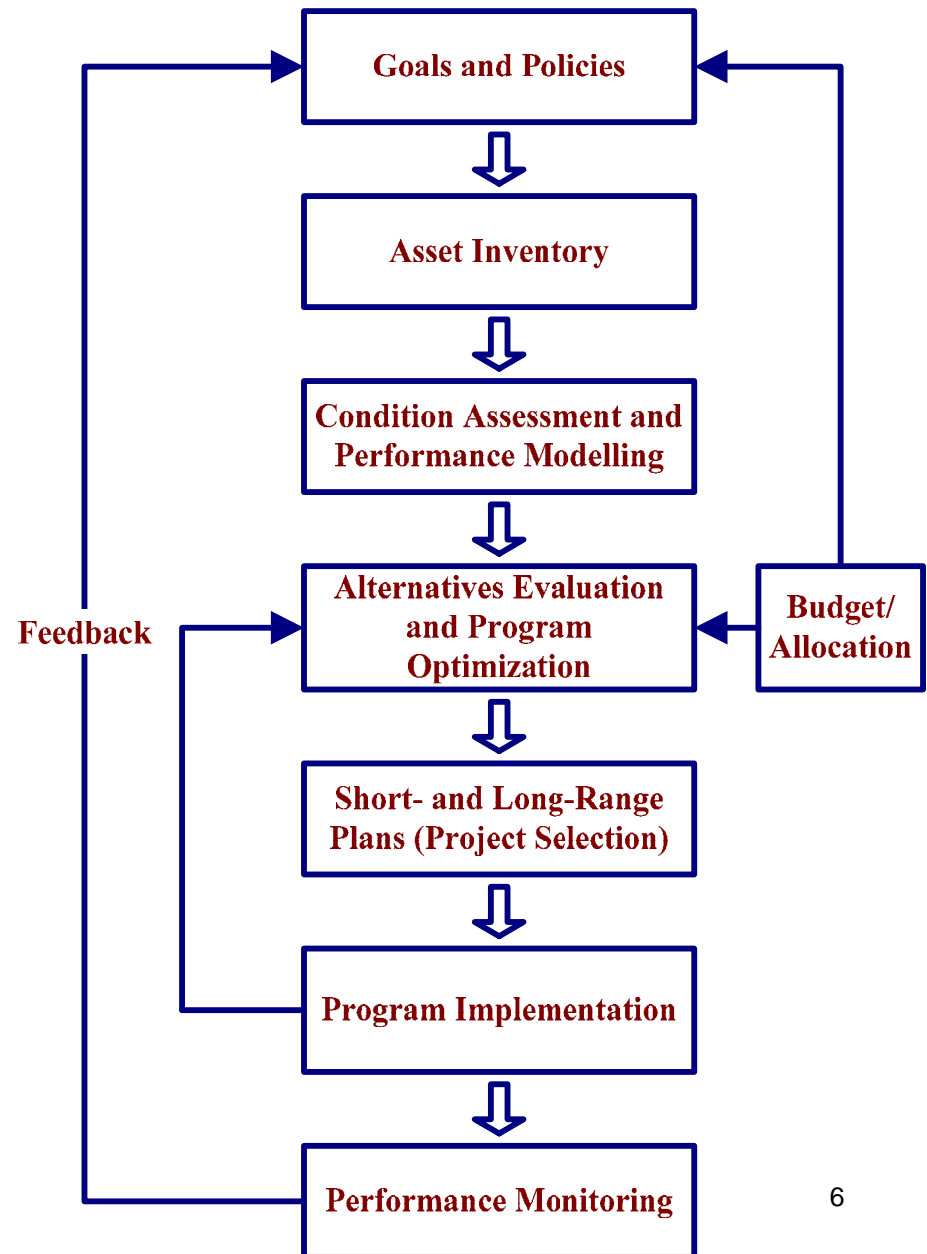 Goals and Policies
Asset Inventory
Condition Assessment and
Performance Modelling
Alternatives Evaluation
and Program
Optimization
Budget/
Allocation
Feedback
Short- and Long-Range
Plans (Project Selection)
Program Implementation
Performance Monitoring
6